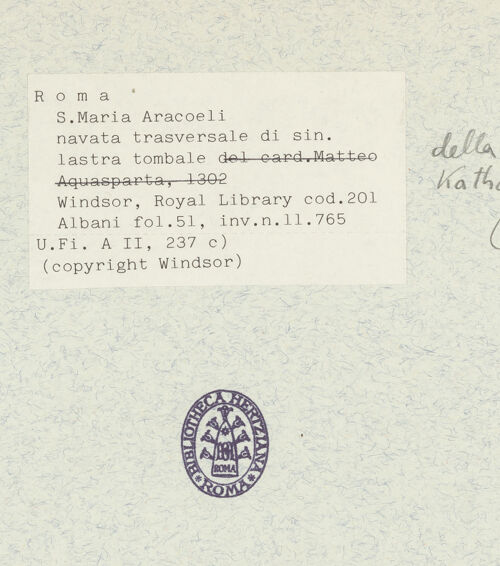 R o m a
S.Maria Aracoeli
navata trasversale di sin.
lastra tombale del card.Matteo
Aquasparta, 1302
Windsor, Royal Library cod.201
Albani fol.51, inv.n.11.765
U.Fi. A II, 237 c)
(copyright Windsor)
della
BIBLIOTHECA HERTZIANA
ROMA
ROMA